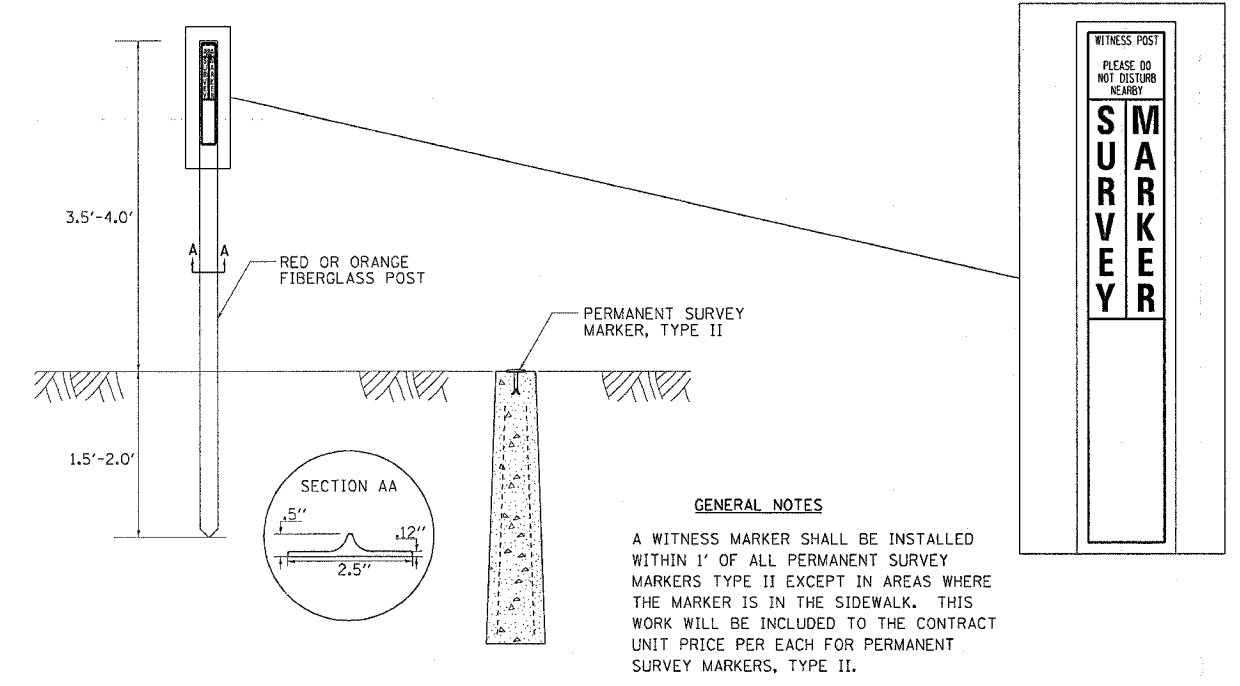 3.5'-4.0'
A A
RED OR ORANGE
FIBERGLASS POST
PERMANENT SURVEY
MARKER, TYPE II
1.5'-2.0'
SECTION AA
.5"
.12"
2.5"
WITNESS POST
PLEASE DO
NOT DISTURB
NEARBY
SURVEY
MARKER
GENERAL NOTES
A WITNESS MARKER SHALL BE INSTALLED
WITHIN 1' OF ALL PERMANENT SURVEY
MARKERS TYPE II EXCEPT IN AREAS WHERE
THE MARKER IS IN THE SIDEWALK. THIS
WORK WILL BE INCLUDED TO THE CONTRACT
UNIT PRICE PER EACH FOR PERMANENT
SURVEY MARKERS, TYPE II.